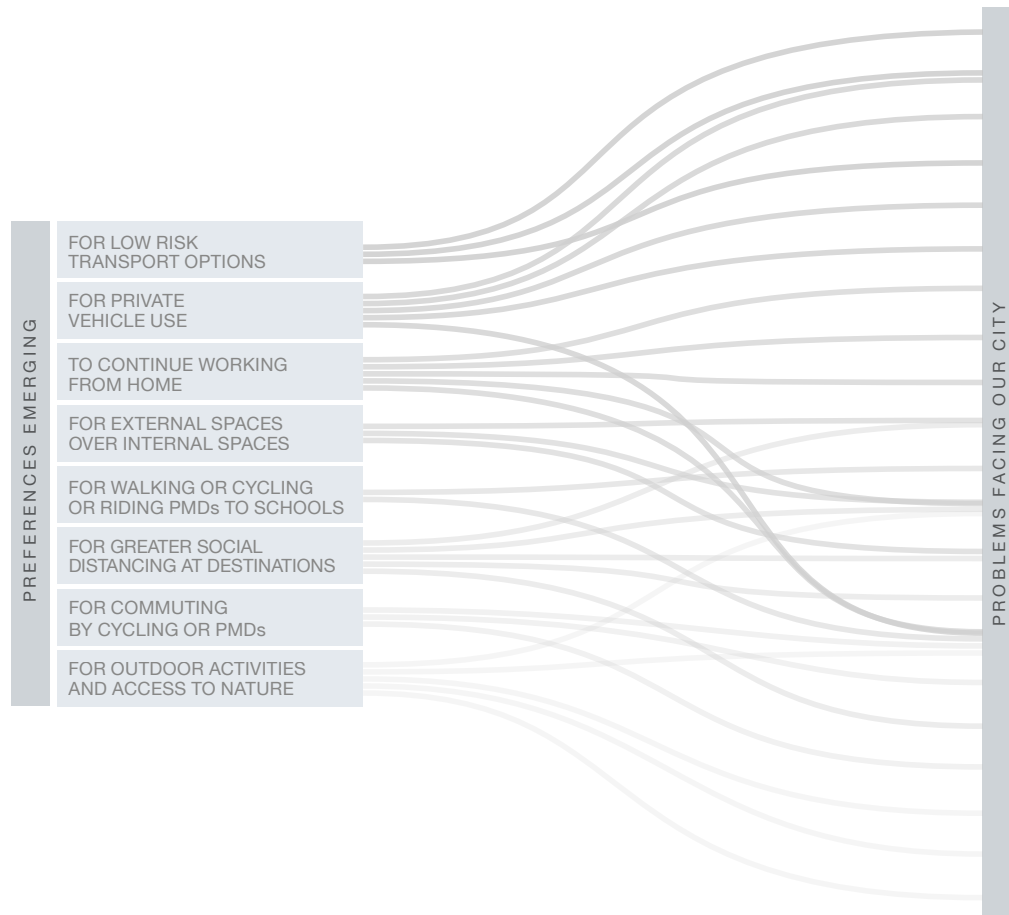 PREFERENCES EMERGING
FOR LOW RISK
TRANSPORT OPTIONS
FOR PRIVATE
VEHICLE USE
TO CONTINUE WORKING
FROM HOME
FOR EXTERNAL SPACES
OVER INTERNAL SPACES
FOR WALKING OR CYCLING
OR RIDING PMDs TO SCHOOLS
FOR GREATER SOCIAL
DISTANCING AT DESTINATIONS
FOR COMMUTING
BY CYCLING OR PMDs
FOR OUTDOOR ACTIVITIES
AND ACCESS TO NATURE
PROBLEMS FACING OUR CITY